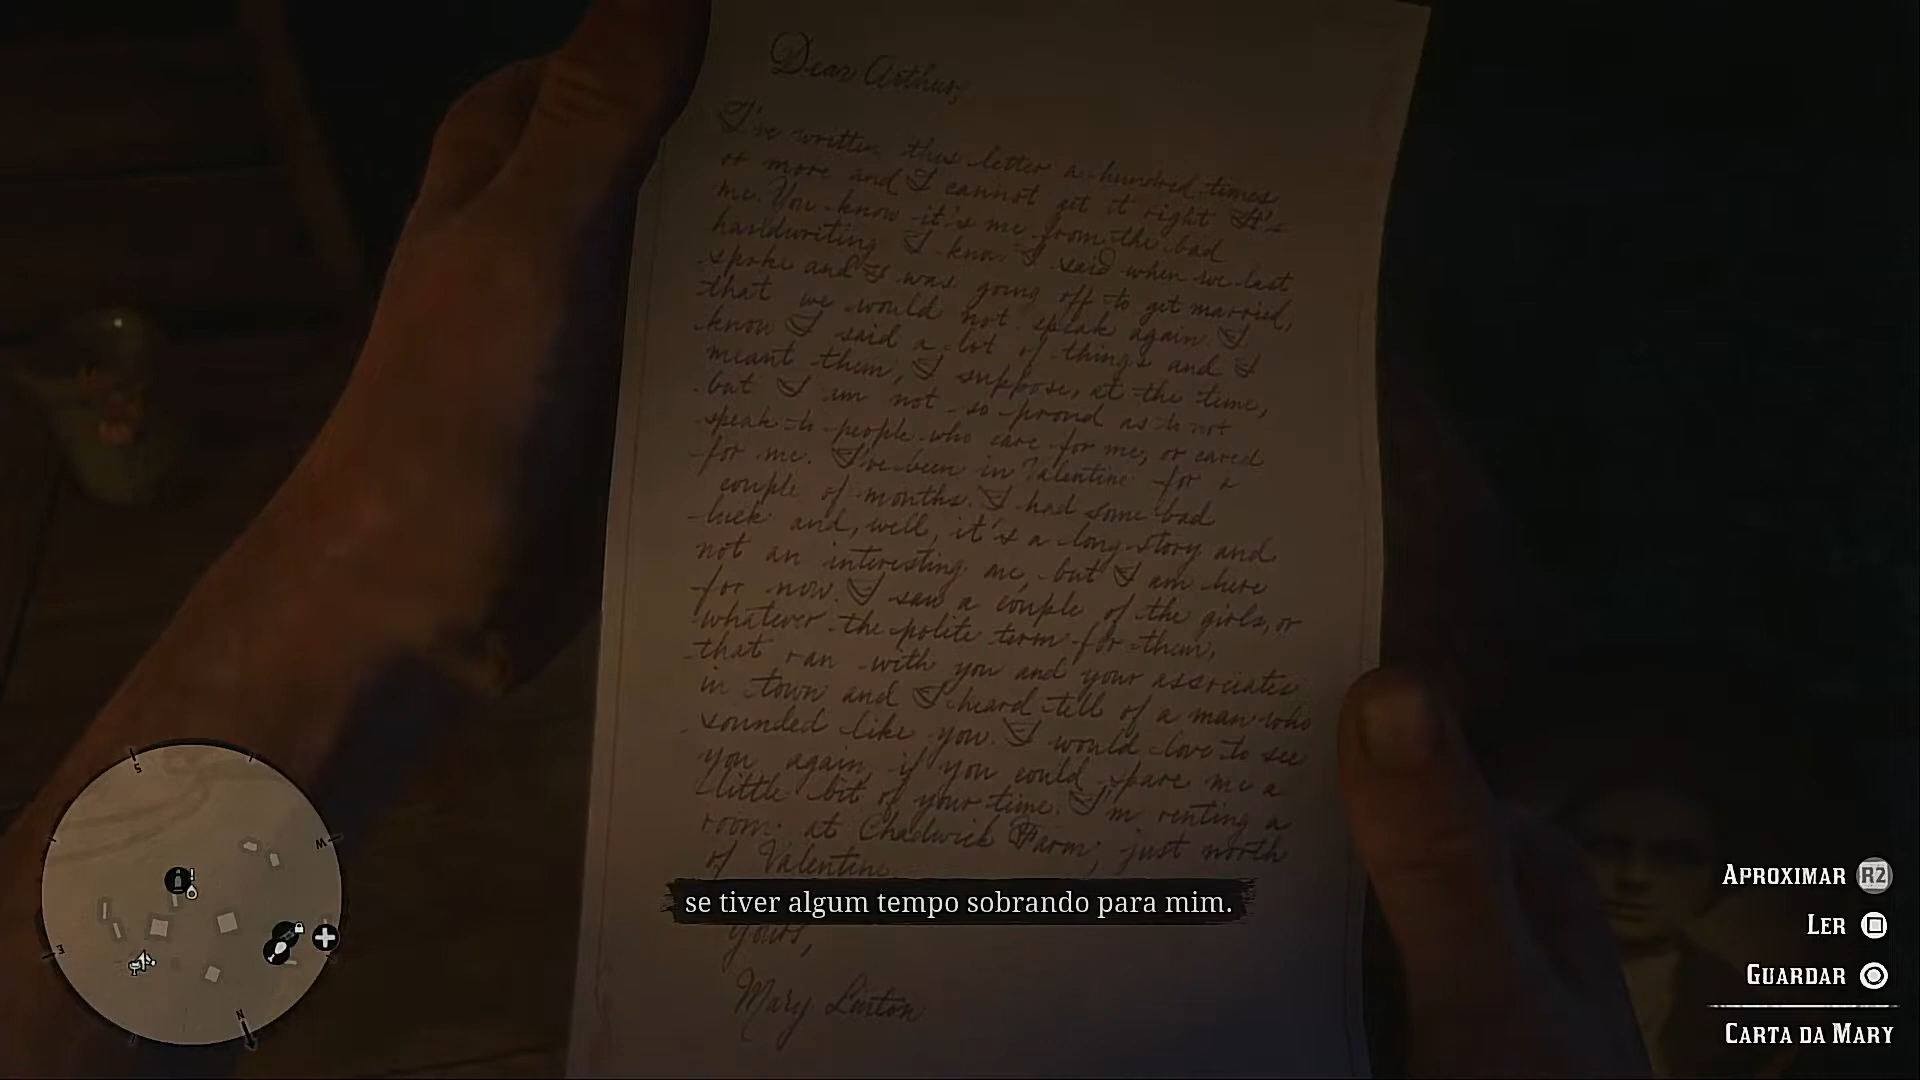 Dear Arthur,
I've written this letter a hundred times
or more and I cannot get it right It's
me. You know it's me from the bad
handwriting I know I said when we last
spoke and I was going off to get married,
that we would not speak again. I
know I said a lot of things and I
meant them, I suppose, at the time,
but I am not so proud as to not
speak to people who care for me, or cared
for me. I've been in Valentine for a
couple of months. I had some bad
luck and, well, it's a long story and
not an interesting one, but I am here
for now. I saw a couple of the girls, or
whatever the polite term for them,
that ran with you and your associates
in town and I heard tell of a man who
sounded like you. I would love to see
you again, if you could spare me a
little bit of your time. I'm renting a
room at Chadwick Farm, just north
of Valentine
se tiver algum tempo sobrando para mim.
yours,
Mary Linton
S
W
E
N
APROXIMAR R2
LER
GUARDAR
CARTA DA MARY